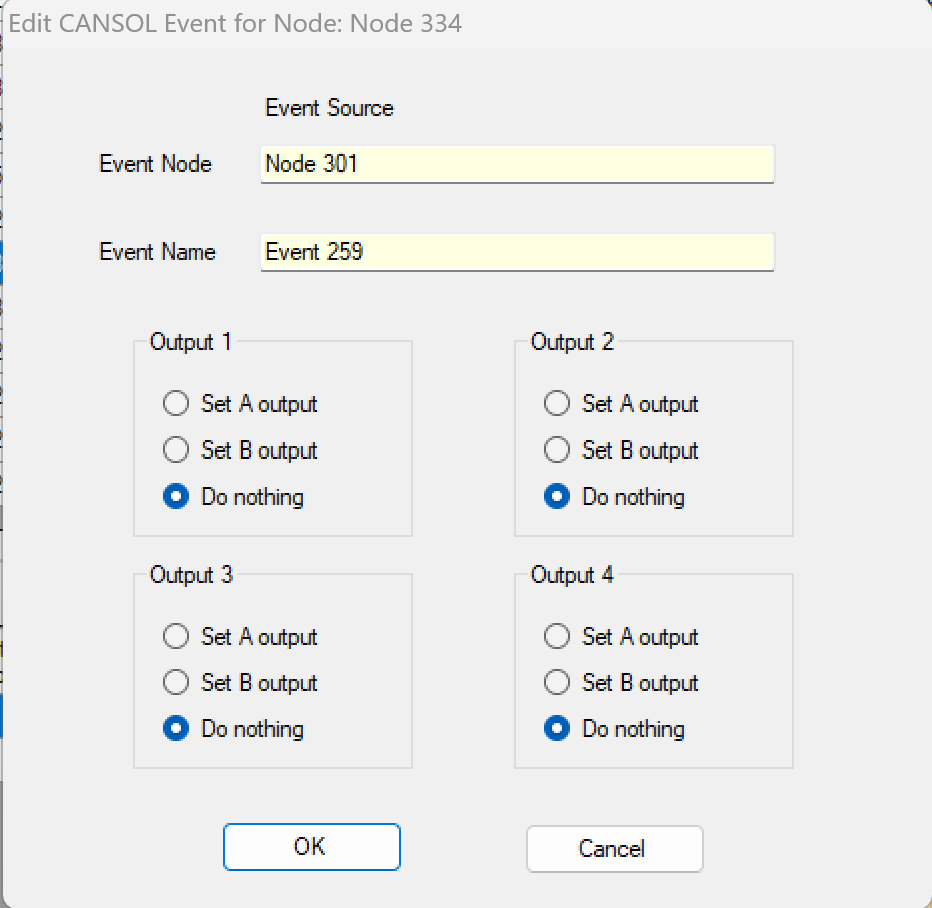 Edit CANSOL Event for Node: Node 334
Event Source
Event Node Node 301
Event Name Event 259
Output 1 Output 2
Set A output Set A output
Set B output Set B output
Do nothing Do nothing
Output 3 Output 4
Set A output Set A output
Set B output Set B output
Do nothing Do nothing
OK Cancel